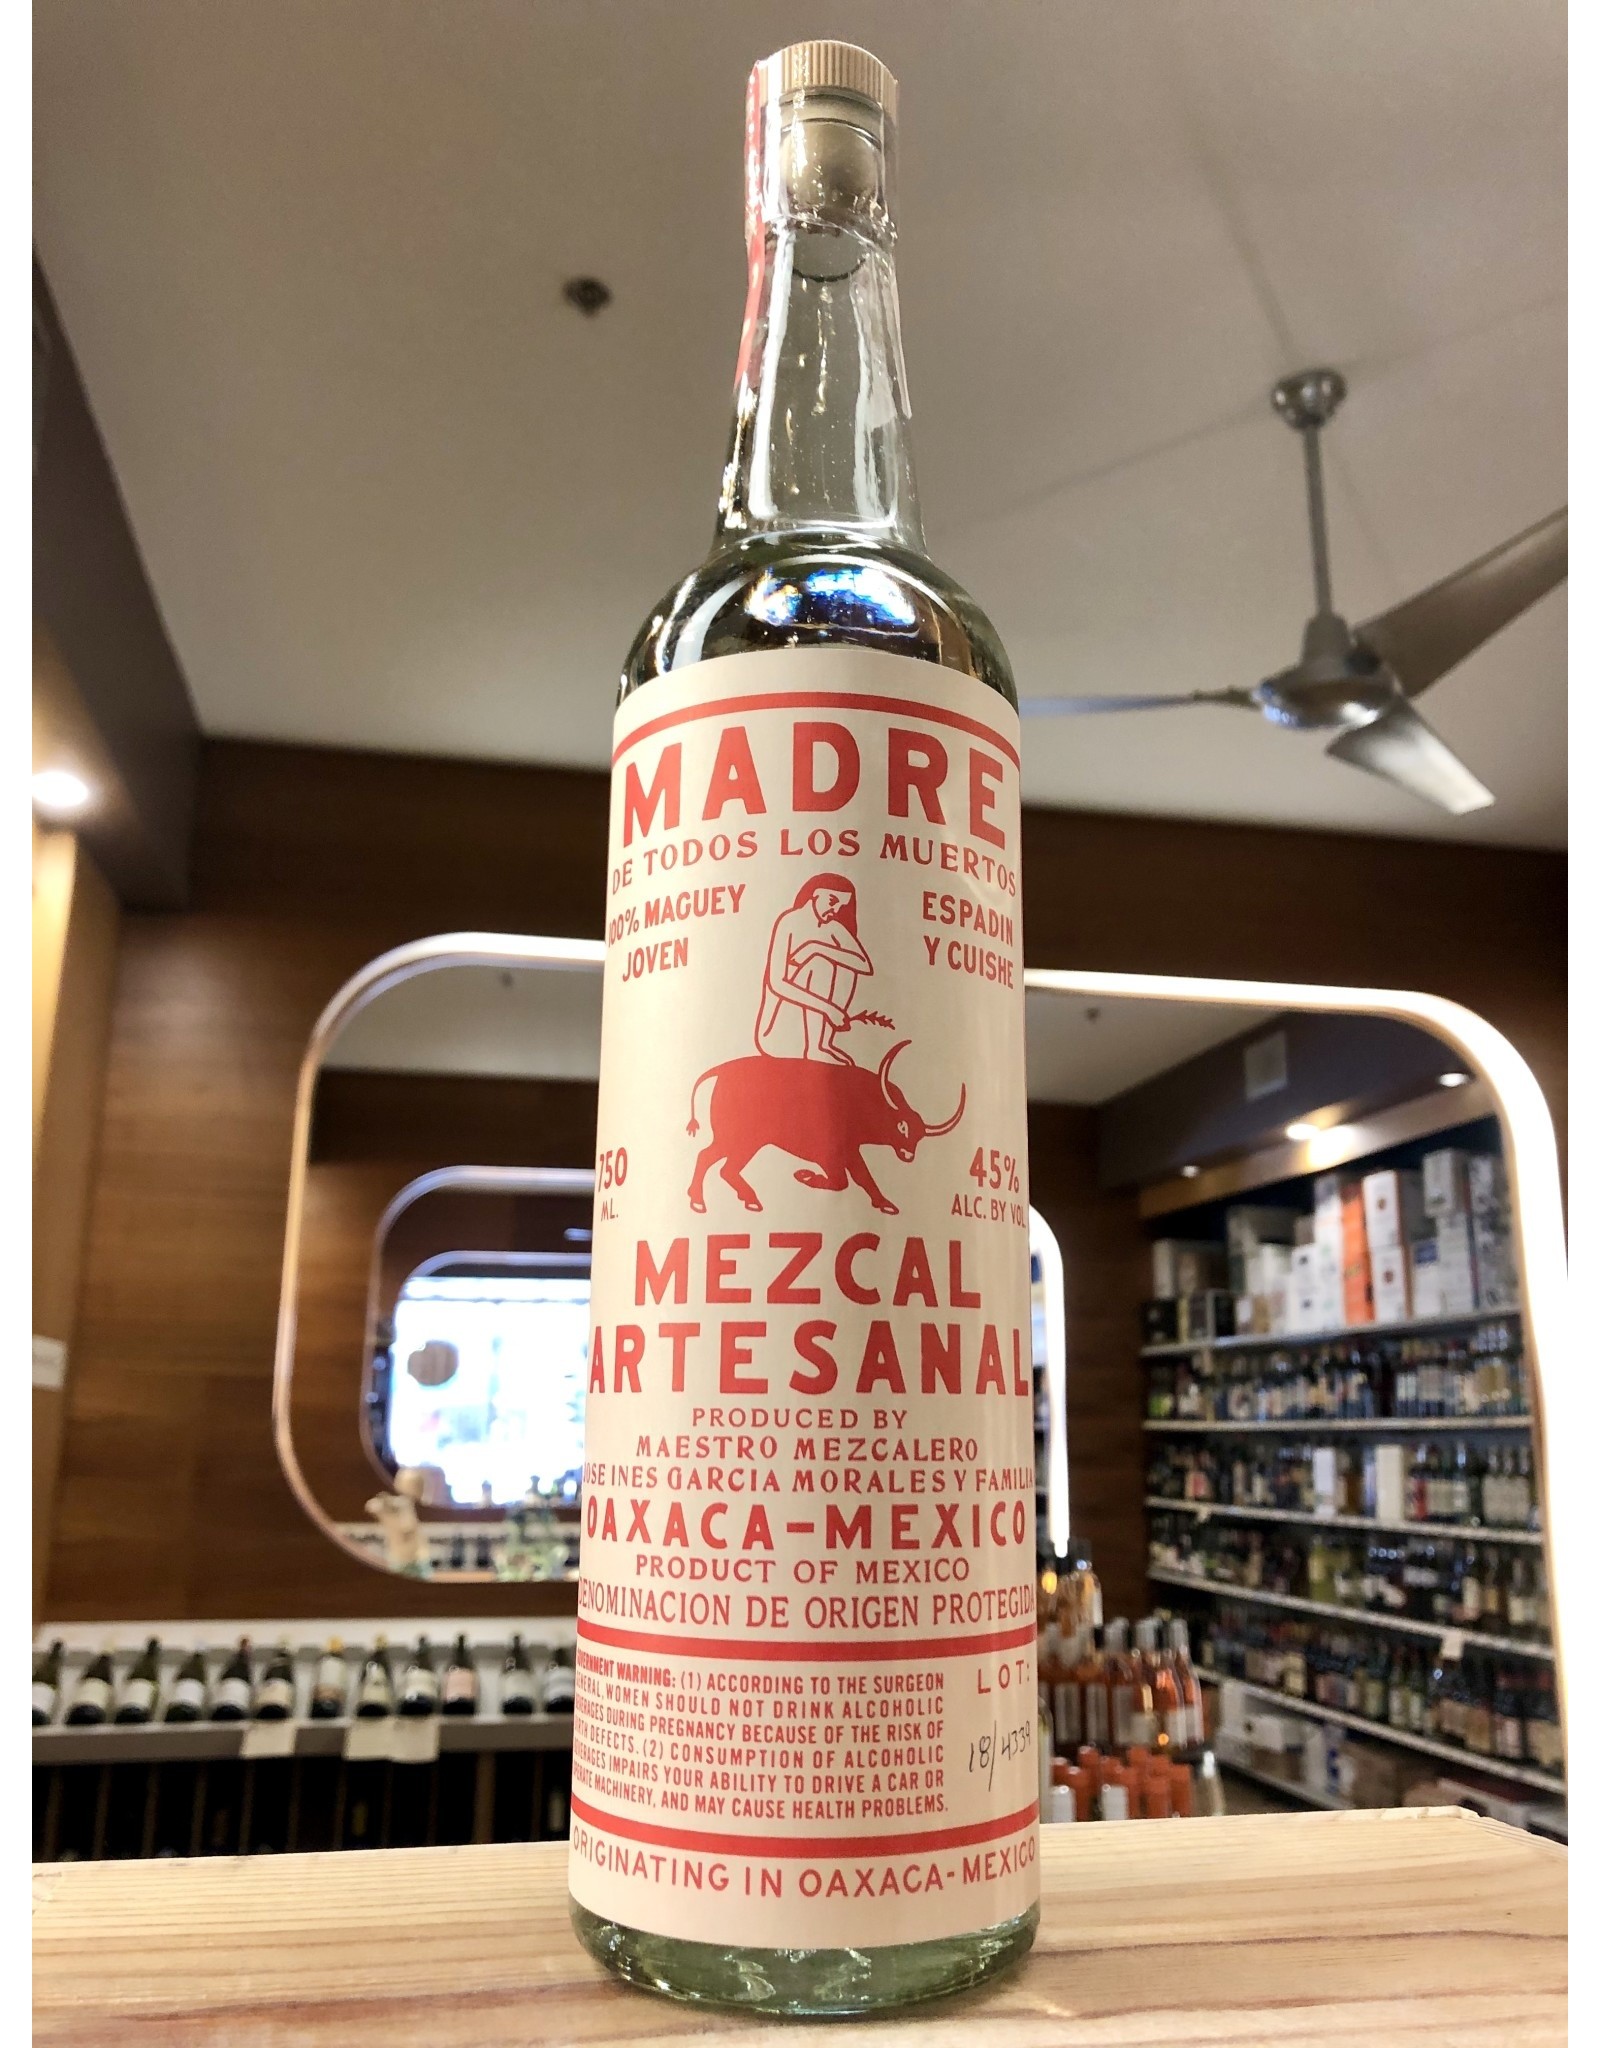 MADRE
DE TODOS LOS MUERTOS
100% MAGUEY
JOVEN
ESPADIN
Y CUISHE
750
ML.
45%
ALC. BY VOL
MEZCAL
ARTESANAL
PRODUCED BY
MAESTRO MEZCALERO
JOSE INES GARCIA MORALES Y FAMILIA
OAXACA-MEXICO
PRODUCT OF MEXICO
DENOMINACION DE ORIGEN PROTEGIDA
GOVERNMENT WARNING: (1) ACCORDING TO THE SURGEON
GENERAL, WOMEN SHOULD NOT DRINK ALCOHOLIC
BEVERAGES DURING PREGNANCY BECAUSE OF THE RISK OF
BIRTH DEFECTS. (2) CONSUMPTION OF ALCOHOLIC
BEVERAGES IMPAIRS YOUR ABILITY TO DRIVE A CAR OR
OPERATE MACHINERY, AND MAY CAUSE HEALTH PROBLEMS.
LOT:
18/4339
ORIGINATING IN OAXACA-MEXICO